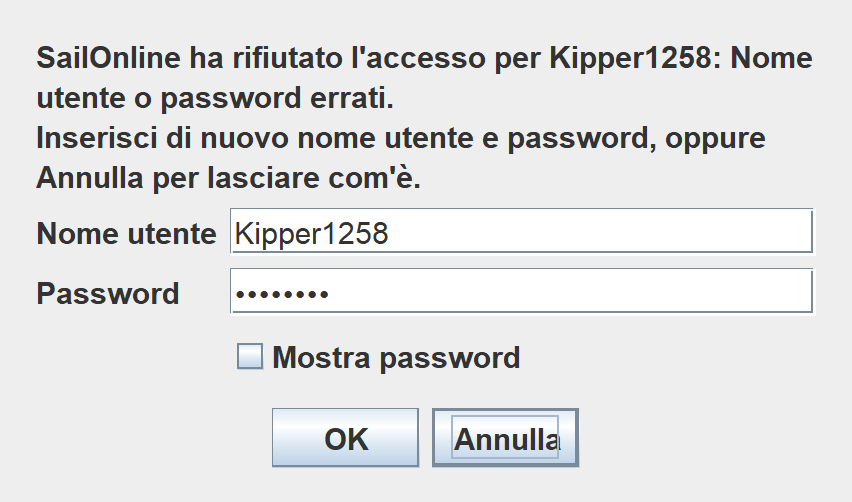 SailOnline ha rifiutato l'accesso per Kipper1258: Nome
utente o password errati.
Inserisci di nuovo nome utente e password, oppure
Annulla per lasciare com'è.
Nome utente Kipper1258
Password ••••••••
Mostra password
OK Annulla